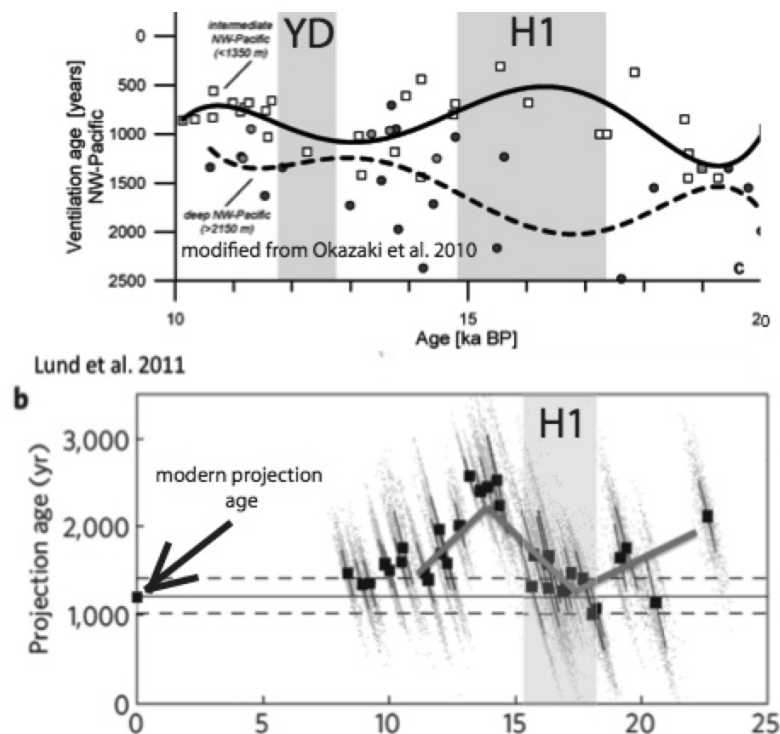 intermediate
NW-Pacific
(<1350 m)
YD
H1
0
500
1000
1500
2000
2500
Ventilation age [years]
NW-Pacific
deep NW-Pacific
(>2150 m)
modified from Okazaki et al. 2010
C
10
15
20
Age [ka BP]
Lund et al. 2011
b
H1
3,000
2,000
1,000
0
Projection age (yr)
modern projection
age
0
5
10
15
20
25